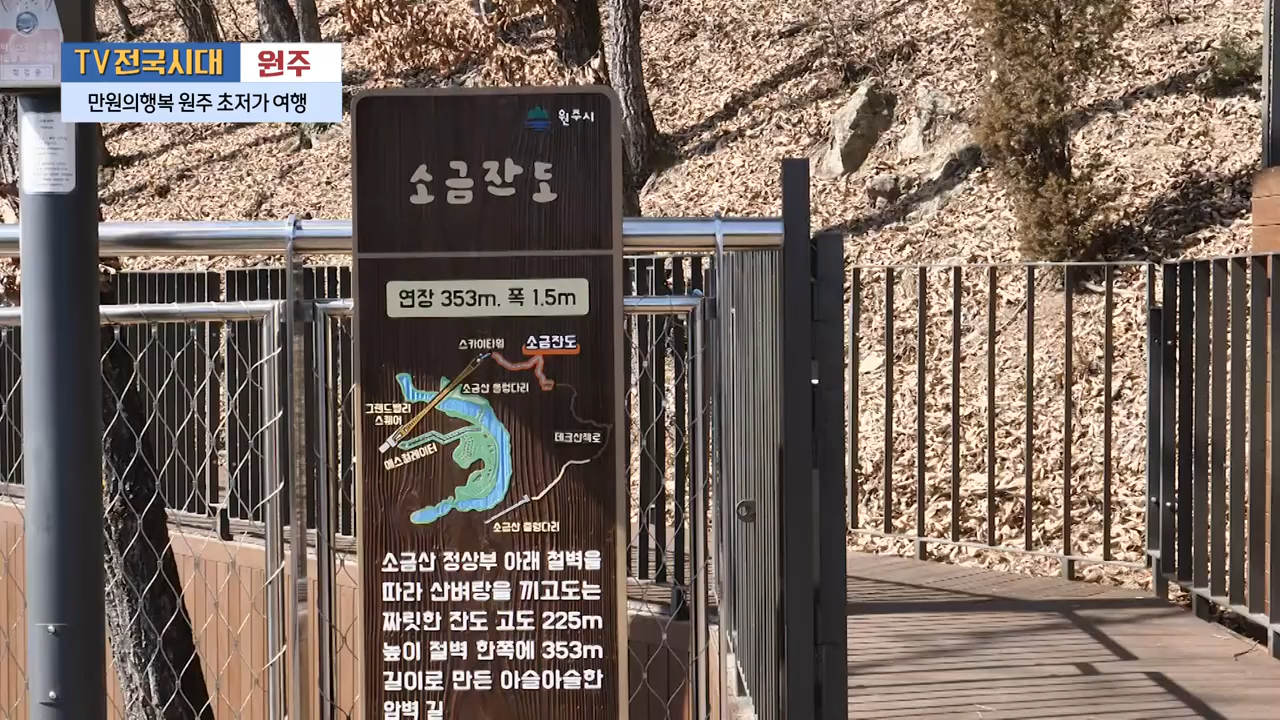 TV전국시대 원주
만원의행복 원주 초저가 여행
원주시
소금잔도
연장 353m. 폭 1.5m
스카이타워
소금잔도
소금산 출렁다리
그랜드밸리
스퀘어
에스컬레이터
데크산책로
소금산 출렁다리
소금산 정상부 아래 절벽을
따라 산벼랑을 끼고도는
짜릿한 잔도 고도 225m
높이 절벽 한쪽에 353m
길이로 만든 아슬아슬한
암벽 길